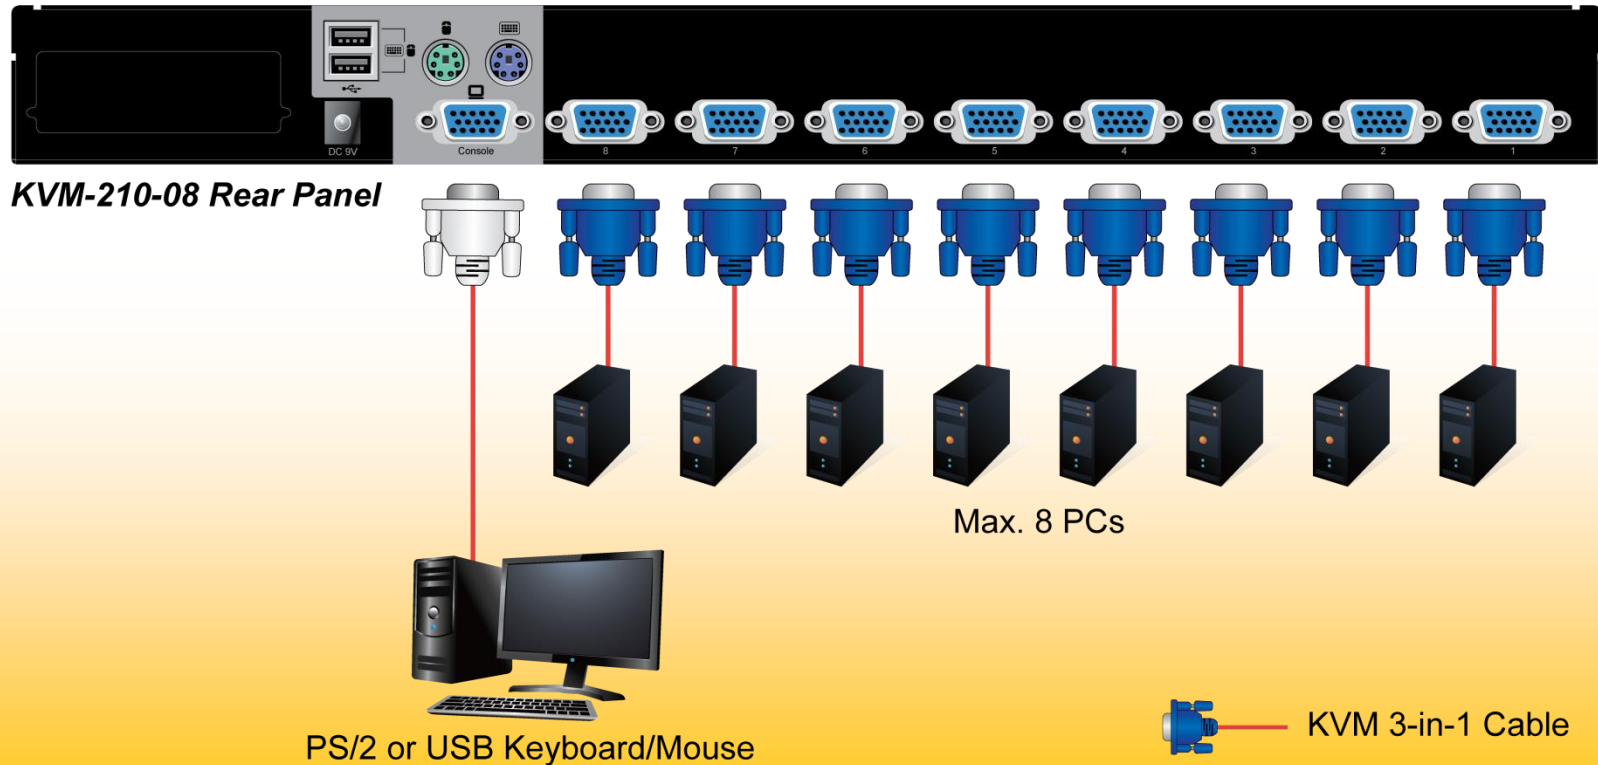 DC 9V
Console
8
7
6
5
4
3
2
1
KVM-210-08 Rear Panel
Max. 8 PCs
PS/2 or USB Keyboard/Mouse
KVM 3-in-1 Cable